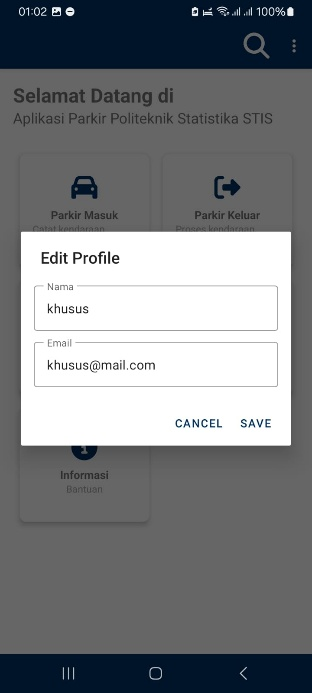 01:02
100%
Selamat Datang di
Aplikasi Parkir Politeknik Statistika STIS
Parkir Masuk
Parkir Keluar
Catat kendaraan
Proses kendaraan
Edit Profile
Nama
khusus
Email
khusus@mail.com
CANCEL
SAVE
Informasi
Bantuan